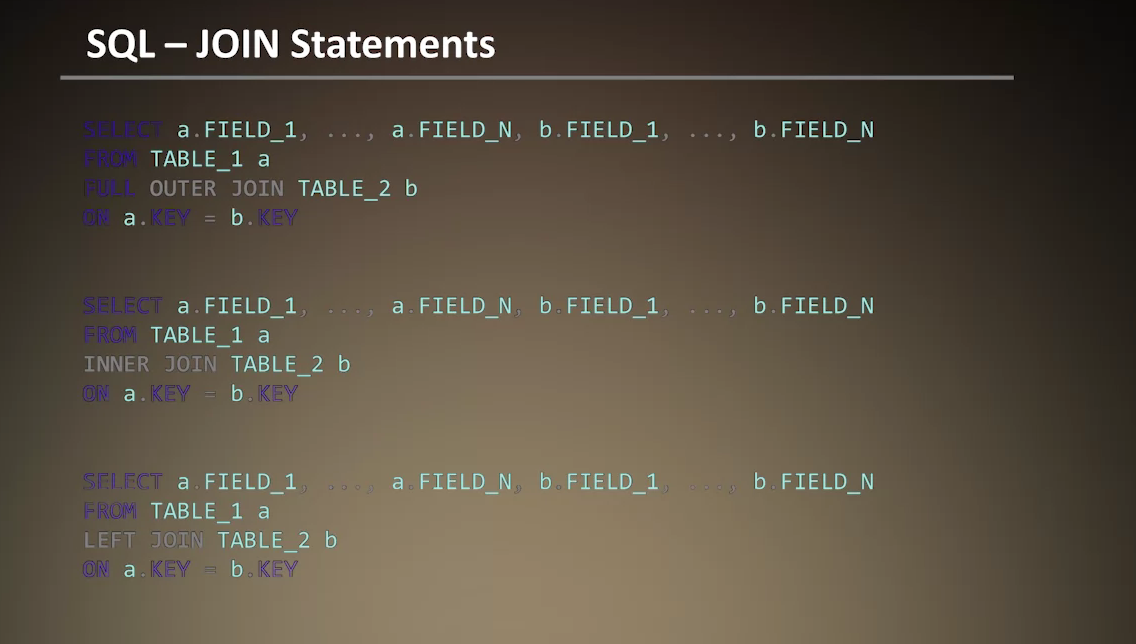 SQL – JOIN Statements
SELECT a.FIELD_1, ..., a.FIELD_N, b.FIELD_1, ..., b.FIELD_N
FROM TABLE_1 a
FULL OUTER JOIN TABLE_2 b
ON a.KEY = b.KEY
SELECT a.FIELD_1, ..., a.FIELD_N, b.FIELD_1, ..., b.FIELD_N
FROM TABLE_1 a
INNER JOIN TABLE_2 b
ON a.KEY = b.KEY
SELECT a.FIELD_1, ..., a.FIELD_N, b.FIELD_1, ..., b.FIELD_N
FROM TABLE_1 a
LEFT JOIN TABLE_2 b
ON a.KEY = b.KEY